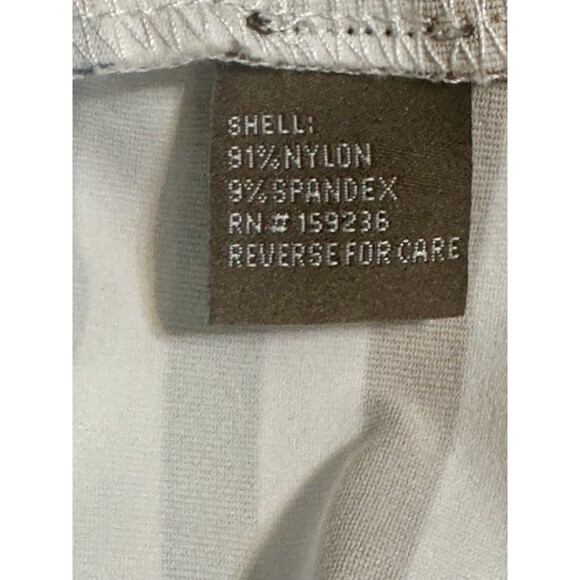 SHELL:
91% NYLON
9% SPANDEX
RN # 159236
REVERSE FOR CARE